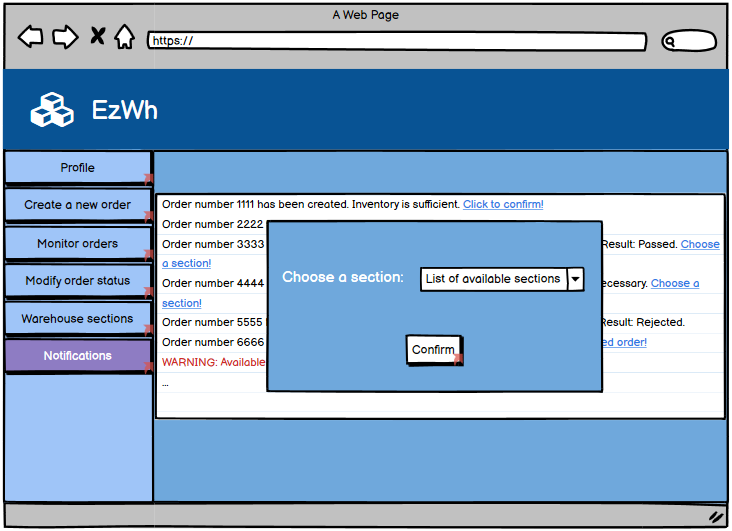 A Web Page
https://
EzWh
Profile
Create a new order
Monitor orders
Modify order status
Warehouse sections
Notifications
Order number 1111 has been created. Inventory is sufficient. Click to confirm!
Order number 2222
Order number 3333 Result: Passed. Choose
a section!
Order number 4444 ecessary. Choose a
section!
Order number 5555 Result: Rejected.
Order number 6666 ed order!
WARNING: Available
...
Choose a section:
List of available sections
Confirm